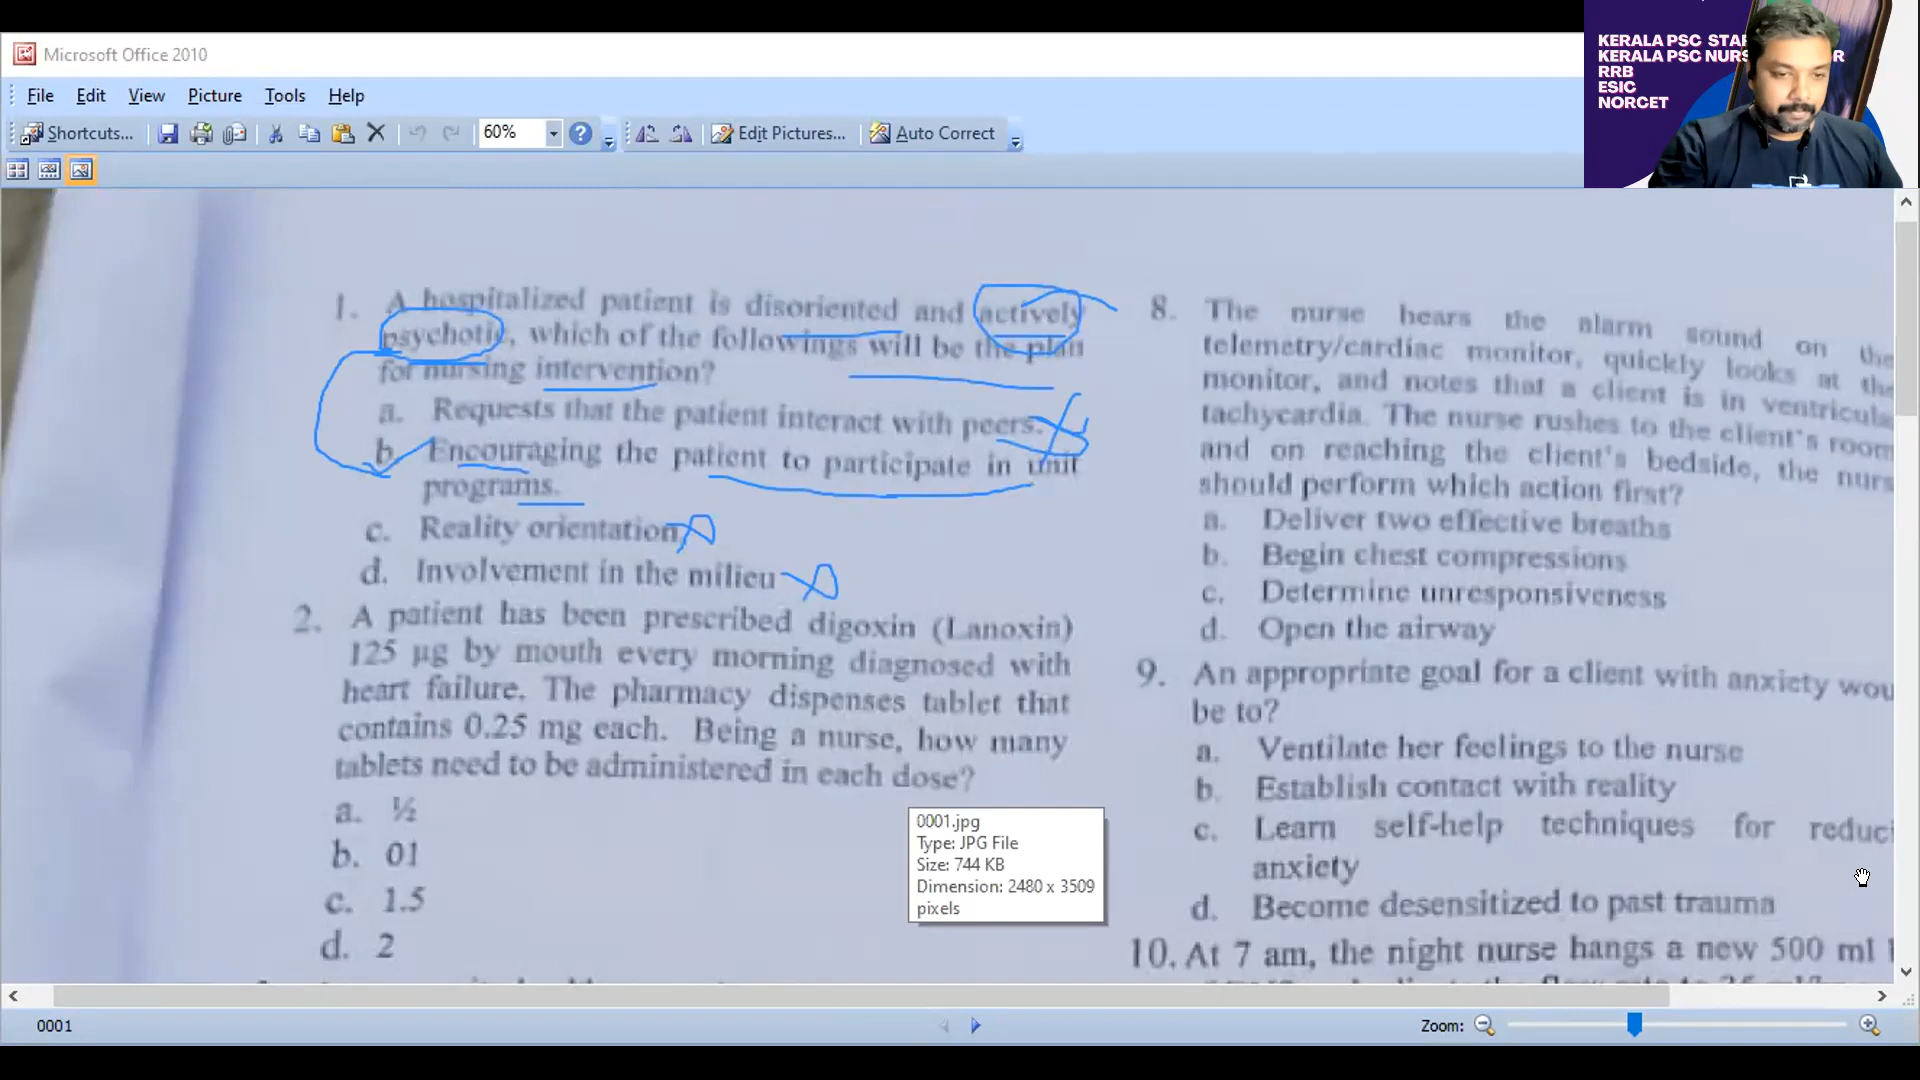 Microsoft Office 2010
File Edit View Picture Tools Help
Shortcuts... 60% Edit Pictures... Auto Correct
KERALA PSC STA
KERALA PSC NURS R
RRB
ESIC
NORCET
1. A hospitalized patient is disoriented and actively
psychotic, which of the followings will be the plan
for nursing intervention?
a. Requests that the patient interact with peers.
b. Encouraging the patient to participate in unit
programs.
c. Reality orientation
d. Involvement in the milieu
2. A patient has been prescribed digoxin (Lanoxin)
125 µg by mouth every morning diagnosed with
heart failure. The pharmacy dispenses tablet that
contains 0.25 mg each. Being a nurse, how many
tablets need to be administered in each dose?
a. ½
b. 01
c. 1.5
d. 2
8. The nurse hears the alarm sound on the
telemetry/cardiac monitor, quickly looks at the
monitor, and notes that a client is in ventricula
tachycardia. The nurse rushes to the client's room
and on reaching the client's bedside, the nurs
should perform which action first?
a. Deliver two effective breaths
b. Begin chest compressions
c. Determine unresponsiveness
d. Open the airway
9. An appropriate goal for a client with anxiety wou
be to?
a. Ventilate her feelings to the nurse
b. Establish contact with reality
c. Learn self-help techniques for reduci
anxiety
d. Become desensitized to past trauma
10. At 7 am, the night nurse hangs a new 500 ml
0001.jpg
Type: JPG File
Size: 744 KB
Dimension: 2480 x 3509
pixels
0001
Zoom: